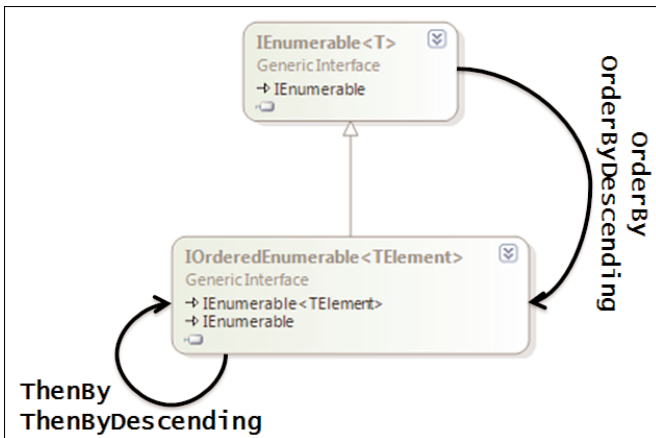 IEnumerable<T>
Generic Interface
IEnumerable
OrderBy
OrderByDescending
IOrderedEnumerable<TElement>
Generic Interface
IEnumerable<TElement>
IEnumerable
ThenBy
ThenByDescending